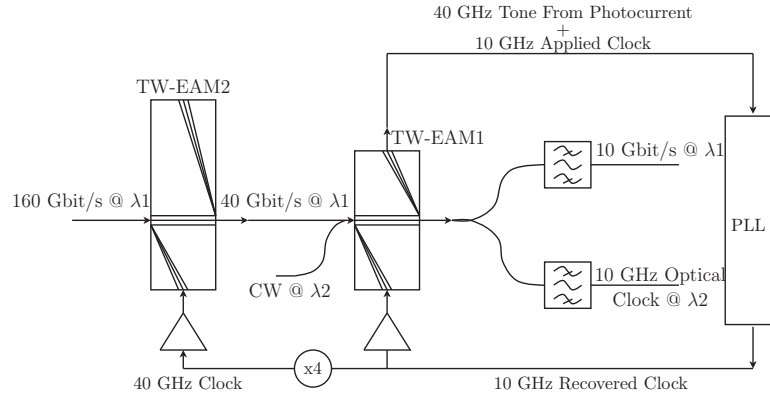 40 GHz Tone From Photocurrent
+
10 GHz Applied Clock
TW-EAM2
TW-EAM1
160 Gbit/s @ λ1
40 Gbit/s @ λ1
10 Gbit/s @ λ1
PLL
CW @ λ2
10 GHz Optical
Clock @ λ2
x4
40 GHz Clock
10 GHz Recovered Clock